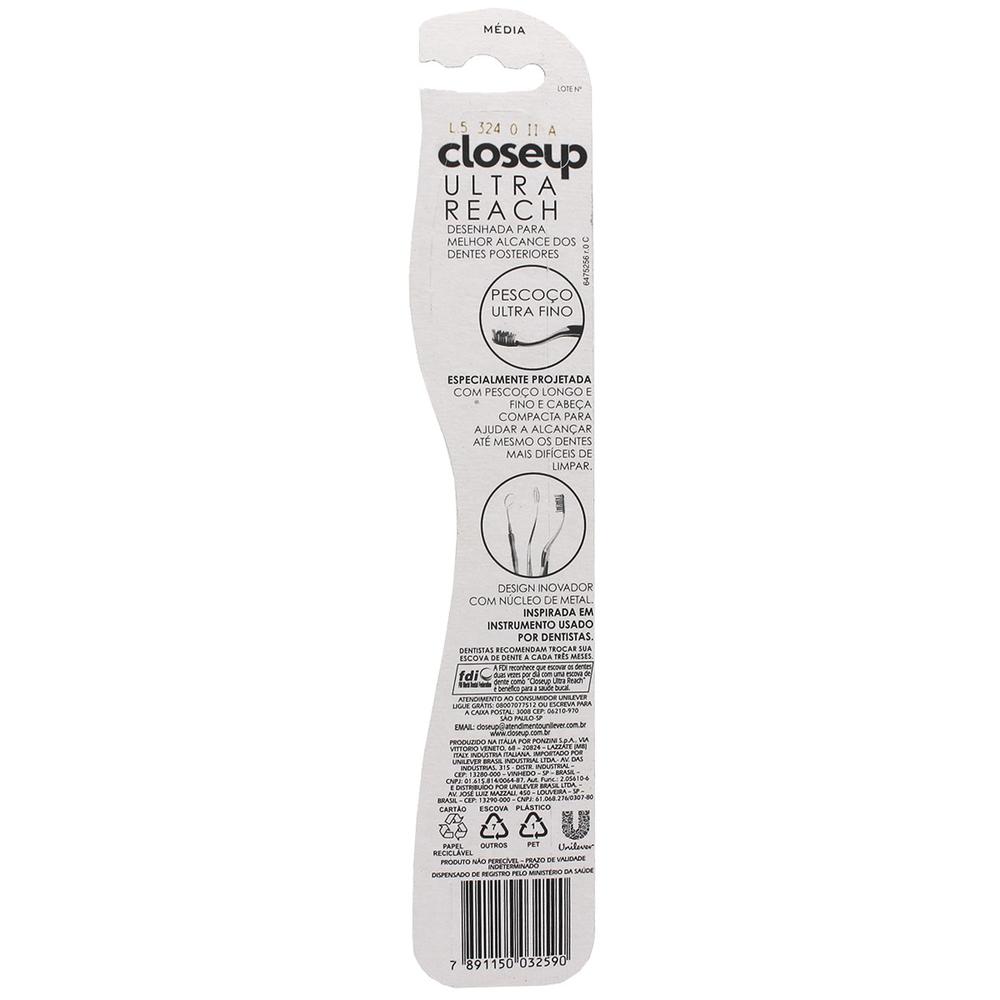 MÉDIA
LOTE Nº
L.5 324 0 II A
closeup
ULTRA
REACH
DESENHADA PARA
MELHOR ALCANCE DOS
DENTES POSTERIORES
6475256 r.0 C
PESCOÇO
ULTRA FINO
ESPECIALMENTE PROJETADA
COM PESCOÇO LONGO E
FINO E CABEÇA
COMPACTA PARA
AJUDAR A ALCANÇAR
ATÉ MESMO OS DENTES
MAIS DIFÍCEIS DE
LIMPAR.
DESIGN INOVADOR
COM NÚCLEO DE METAL.
INSPIRADA EM
INSTRUMENTO USADO
POR DENTISTAS.
DENTISTAS RECOMENDAM TROCAR SUA
ESCOVA DE DENTE A CADA TRÊS MESES.
fdi
FDI World Dental Federation
A FDI reconhece que escovar os dentes
duas vezes por diá com uma escova de
dente como "Closeup Ultra Reach"
é benéfico para a saúde bucal.
ATENDIMENTO AO CONSUMIDOR UNILEVER
LIGUE GRÁTIS: 08007077512 OU ESCREVA PARA
A CAIXA POSTAL: 3008 CEP: 06210-970
SÃO PAULO-SP
EMAIL: closeup@atendimentounilever.com.br
www.closeup.com.br
PRODUZIDO NA ITÁLIA POR PONZINI S.p.A., VIA
VITTORIO VENETO, 68 – 20824 – LAZZATE (MB)
ITALY. INDÚSTRIA ITALIANA. IMPORTADO POR
UNILEVER BRASIL INDUSTRIAL LTDA.- AV. DAS
INDÚSTRIAS, 315 - DISTR. INDUSTRIAL –
CEP: 13280-000 – VINHEDO – SP – BRASIL –
CNPJ: 01.615.814/0064-87, Aut. Func.: 2.05610-6
E DISTRIBUÍDO POR UNILEVER BRASIL LTDA. –
AV. JOSÉ LUIZ MAZZALI, 450 – LOUVEIRA – SP –
BRASIL – CEP: 13290-000 – CNPJ: 61.068.276/0307-80
CARTÃO ESCOVA PLÁSTICO
7 1
PAPEL RECICLÁVEL OUTROS PET Unilever
PRODUTO NÃO PERECÍVEL – PRAZO DE VALIDADE
INDETERMINADO
DISPENSADO DE REGISTRO PELO MINISTÉRIO DA SAÚDE
7 891150 032590